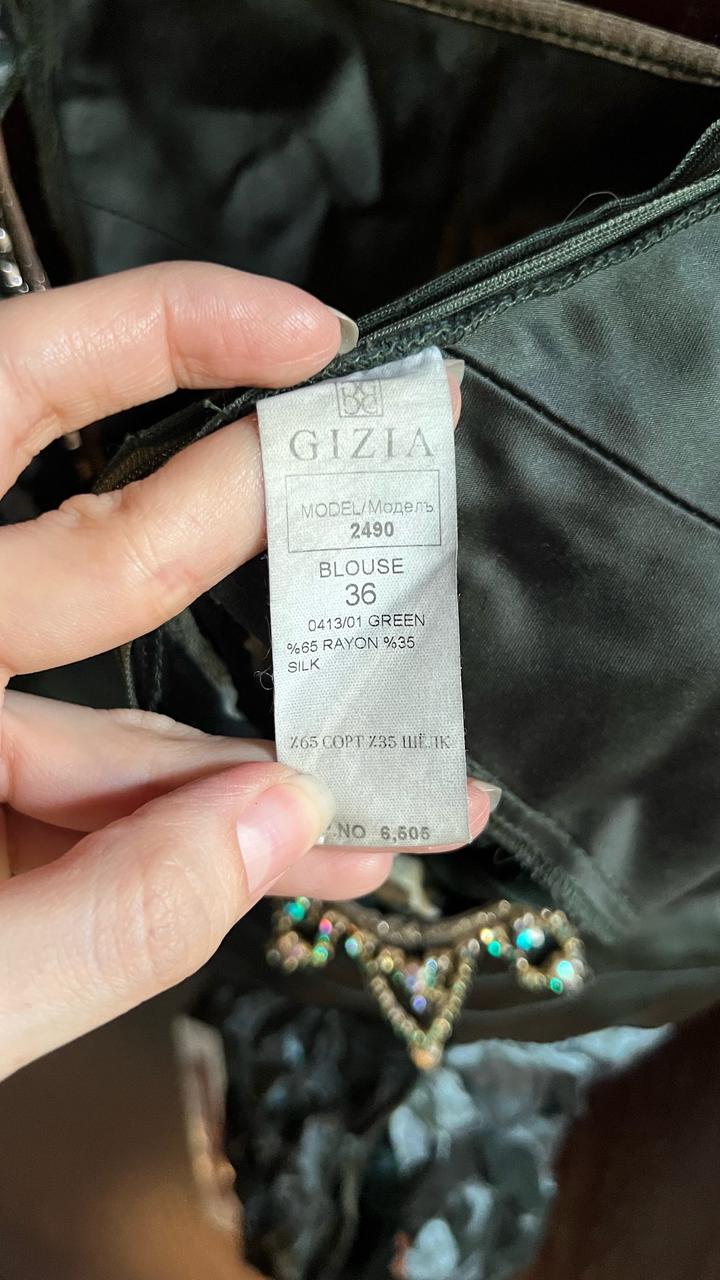 GIZIA
MODEL/Моделъ
2490
BLOUSE
36
0413/01 GREEN
%65 RAYON %35
SILK
%65 СОРТ %35 ШЁЛК
NO 6,505